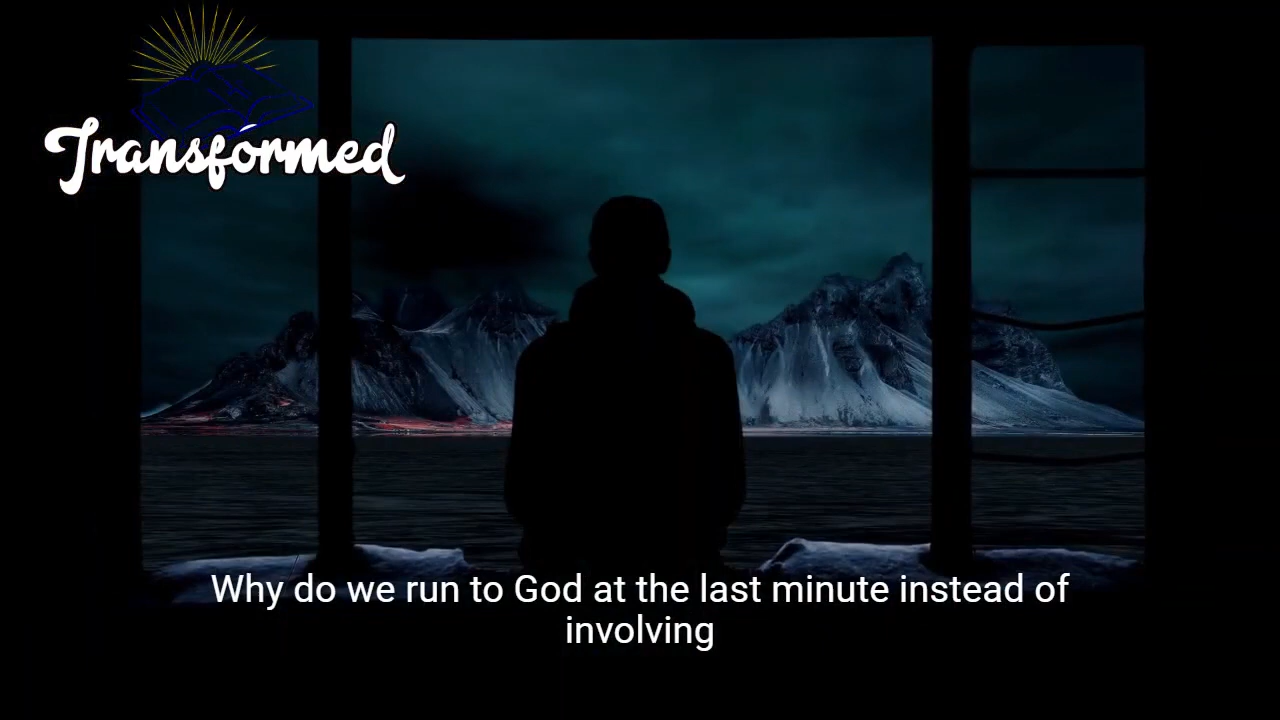 Transformed
Why do we run to God at the last minute instead of
involving